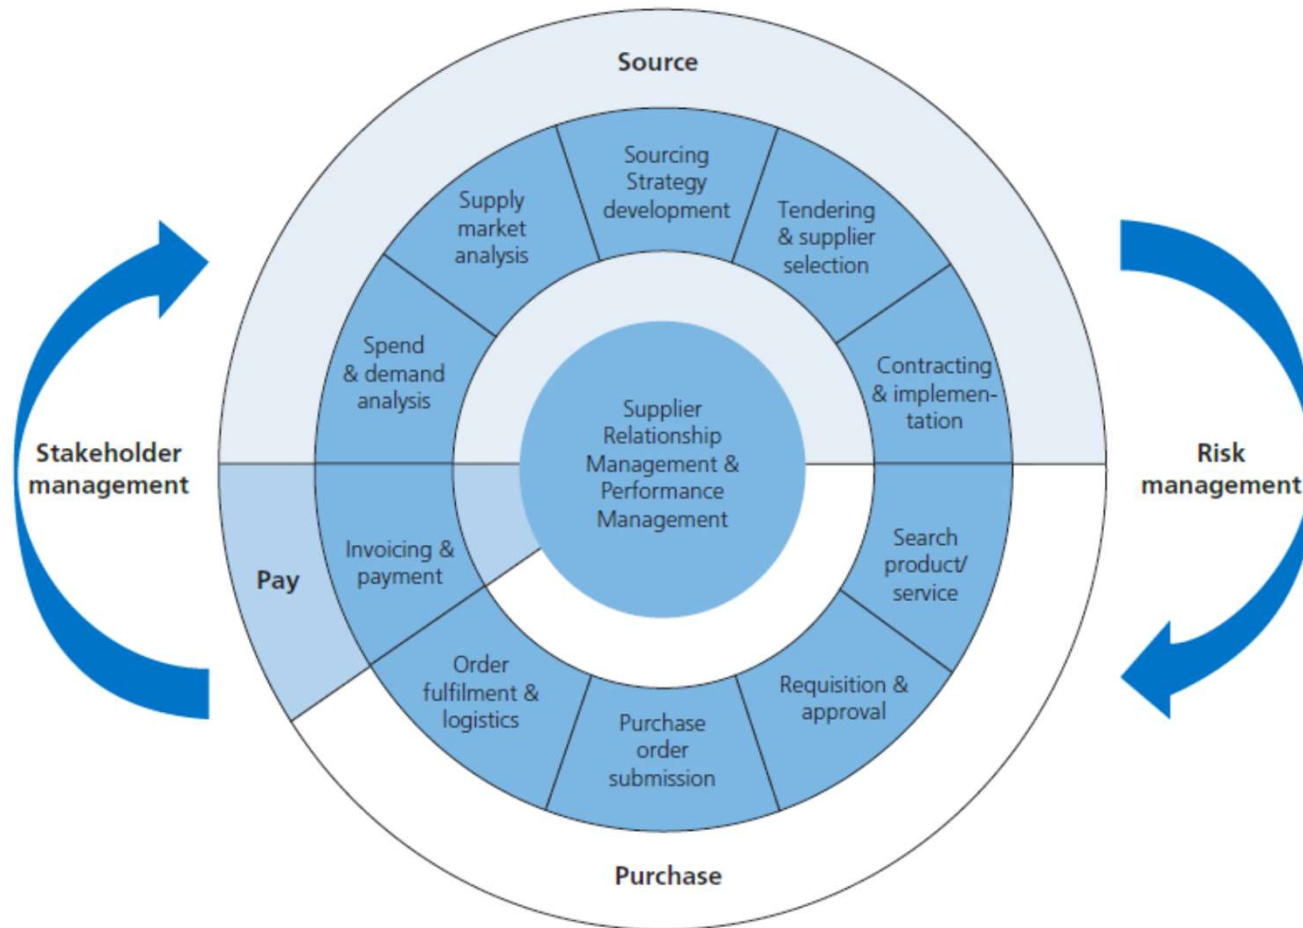 Source
Sourcing
Strategy
development
Supply
market
analysis
Tendering
& supplier
selection
Spend
& demand
analysis
Contracting
& implemen-
tation
Supplier
Relationship
Management &
Performance
Management
Stakeholder
management
Risk
management
Invoicing &
payment
Pay
Search
product/
service
Order
fulfilment &
logistics
Requisition &
approval
Purchase
order
submission
Purchase